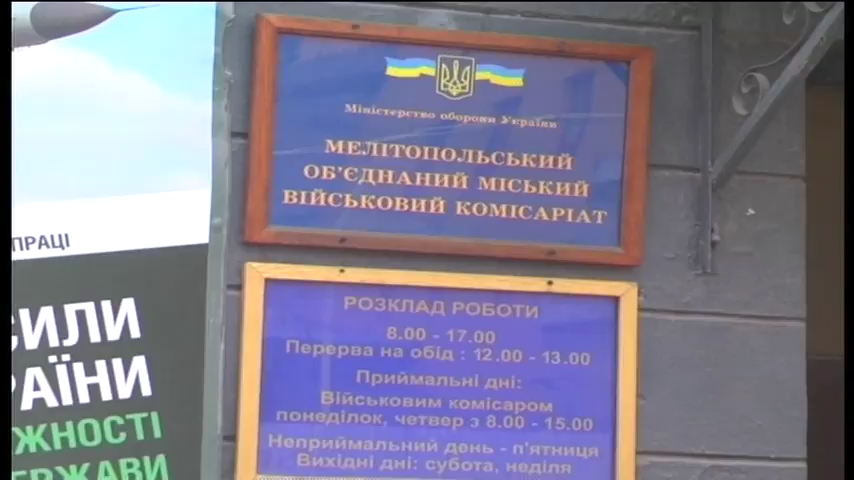 Міністерство оборони України
МЕЛІТОПОЛЬСЬКИЙ
ОБ'ЄДНАНИЙ МІСЬКИЙ
ВІЙСЬКОВИЙ КОМІСАРІАТ
РОЗКЛАД РОБОТИ
8.00 - 17.00
Перерва на обід : 12.00 - 13.00
Приймальні дні:
Військовим комісаром
понеділок, четвер з 8.00 - 15.00
Неприймальний день - п'ятниця
Вихідні дні: субота, неділя
ПРАЦІ
СИЛИ
РАЇНИ
ЖНОСТІ
ЕРЖАВИ